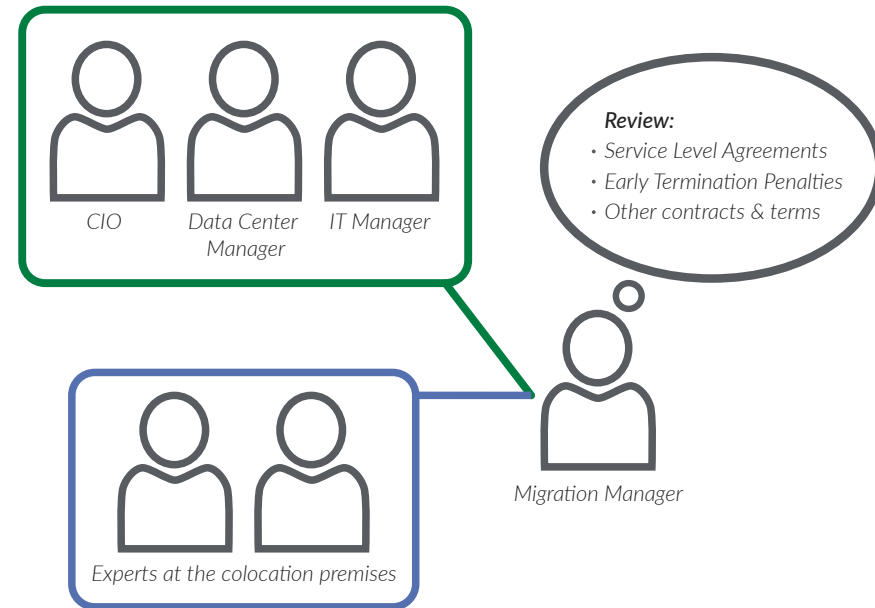 CIO
Data Center
Manager
IT Manager
Review:
• Service Level Agreements
• Early Termination Penalties
• Other contracts & terms
Migration Manager
Experts at the colocation premises